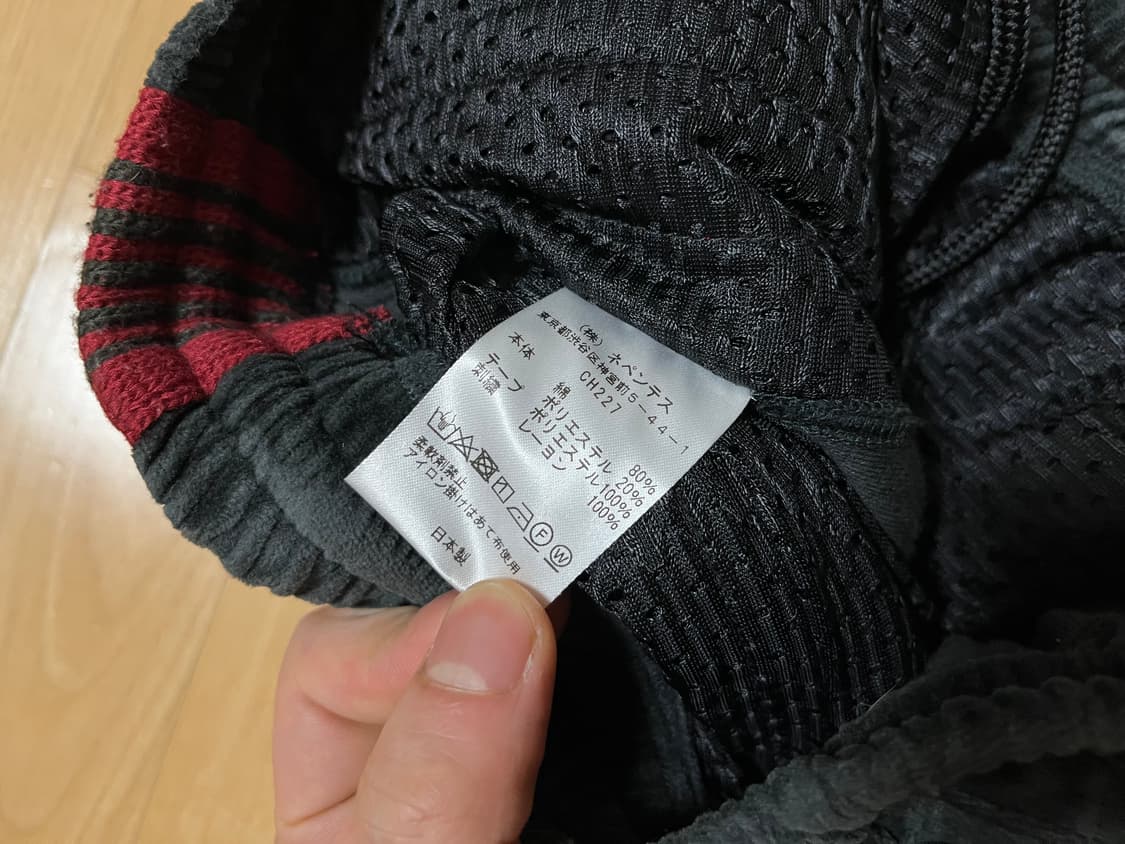 (株)ネペンテス
東京都渋谷区神宮前5-44-1
CH227
本体 綿 80%
ポリエステル 20%
テープ ポリエステル 100%
刺繍 レーヨン 100%
F W
柔軟剤禁止
アイロン掛けはあて布使用
日本製